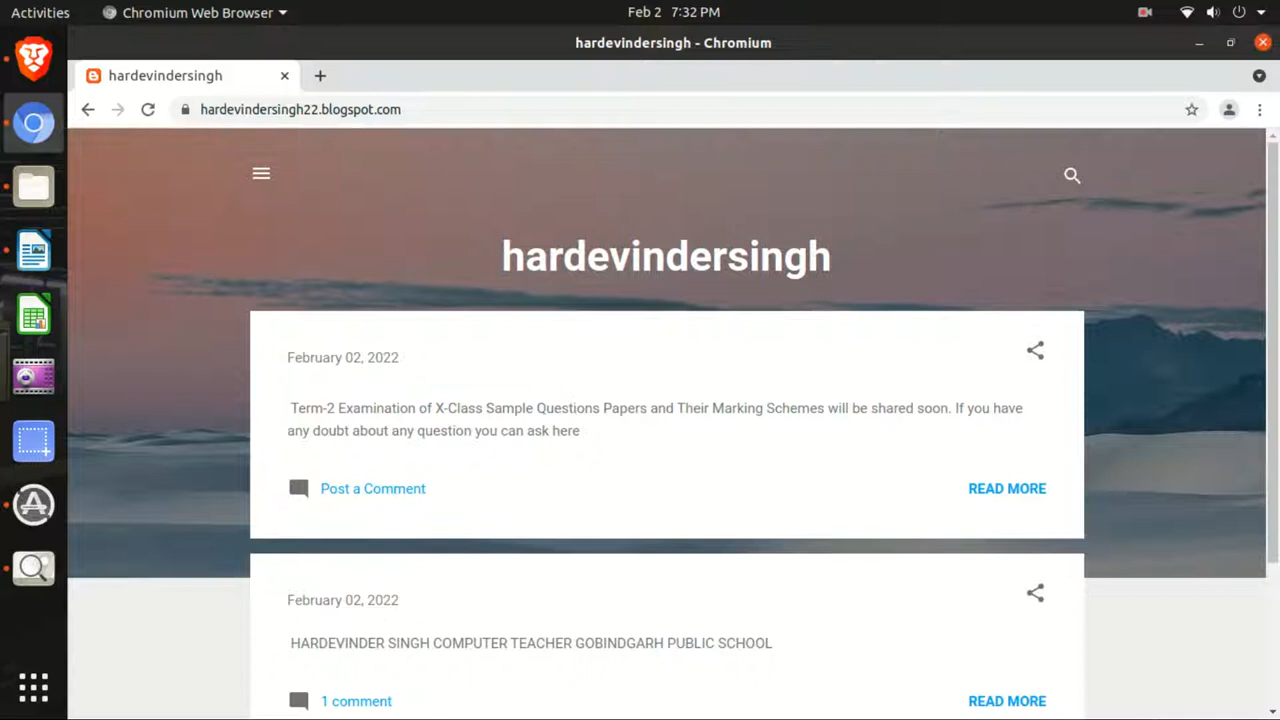 Activities Chromium Web Browser Feb 2 7:32 PM
hardevindersingh - Chromium
hardevindersingh
hardevindersingh22.blogspot.com
hardevindersingh
February 02, 2022
Term-2 Examination of X-Class Sample Questions Papers and Their Marking Schemes will be shared soon. If you have
any doubt about any question you can ask here
Post a Comment READ MORE
February 02, 2022
HARDEVINDER SINGH COMPUTER TEACHER GOBINDGARH PUBLIC SCHOOL
1 comment READ MORE